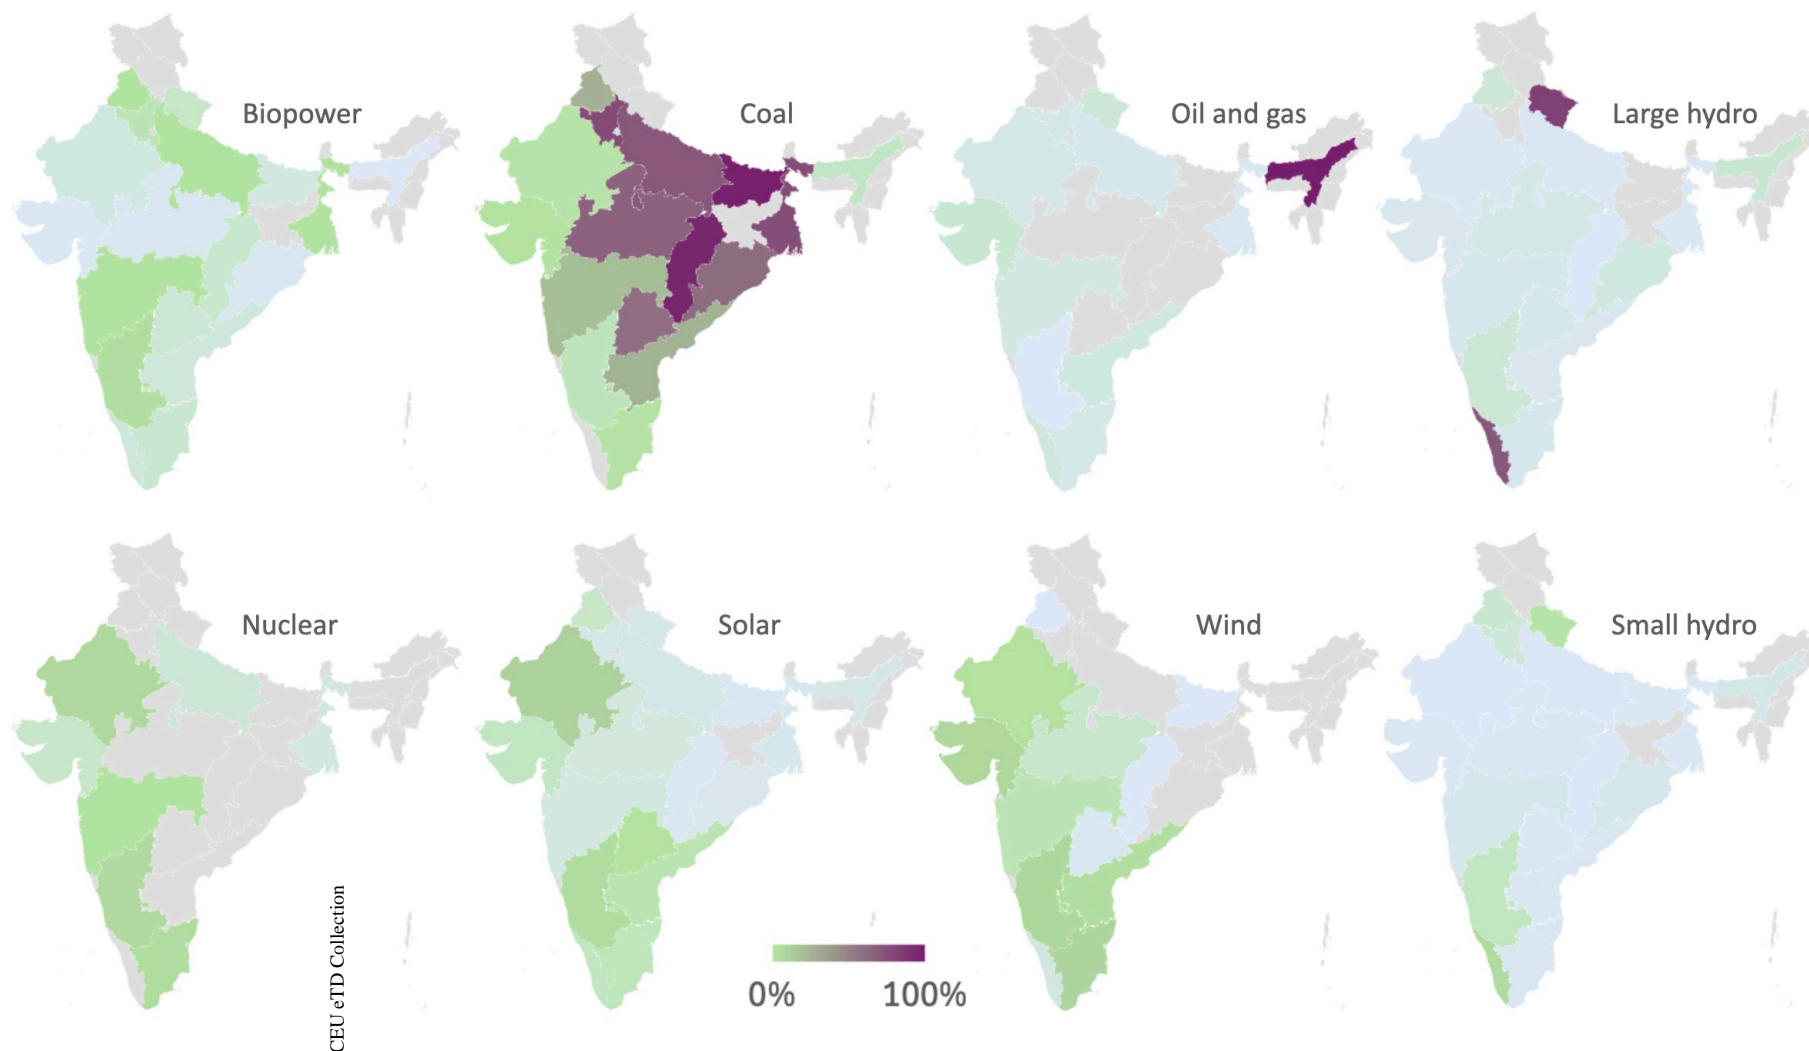 Biopower
Coal
Oil and gas
Large hydro
Nuclear
Solar
Wind
Small hydro
0%
100%
CEU eTD Collection